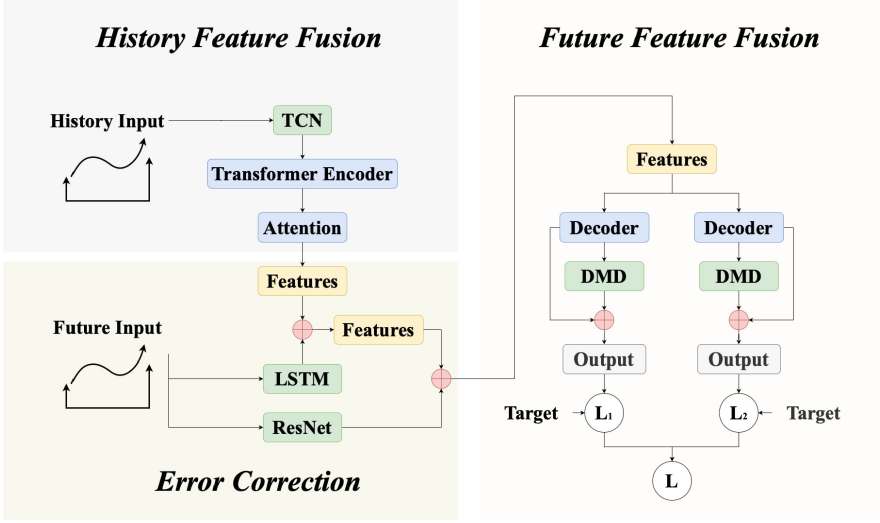 History Feature Fusion
History Input
TCN
Transformer Encoder
Attention
Features
Future Input
Features
LSTM
ResNet
Error Correction
Future Feature Fusion
Features
Decoder
Decoder
DMD
DMD
Output
Output
Target
L₁
L₂
Target
L